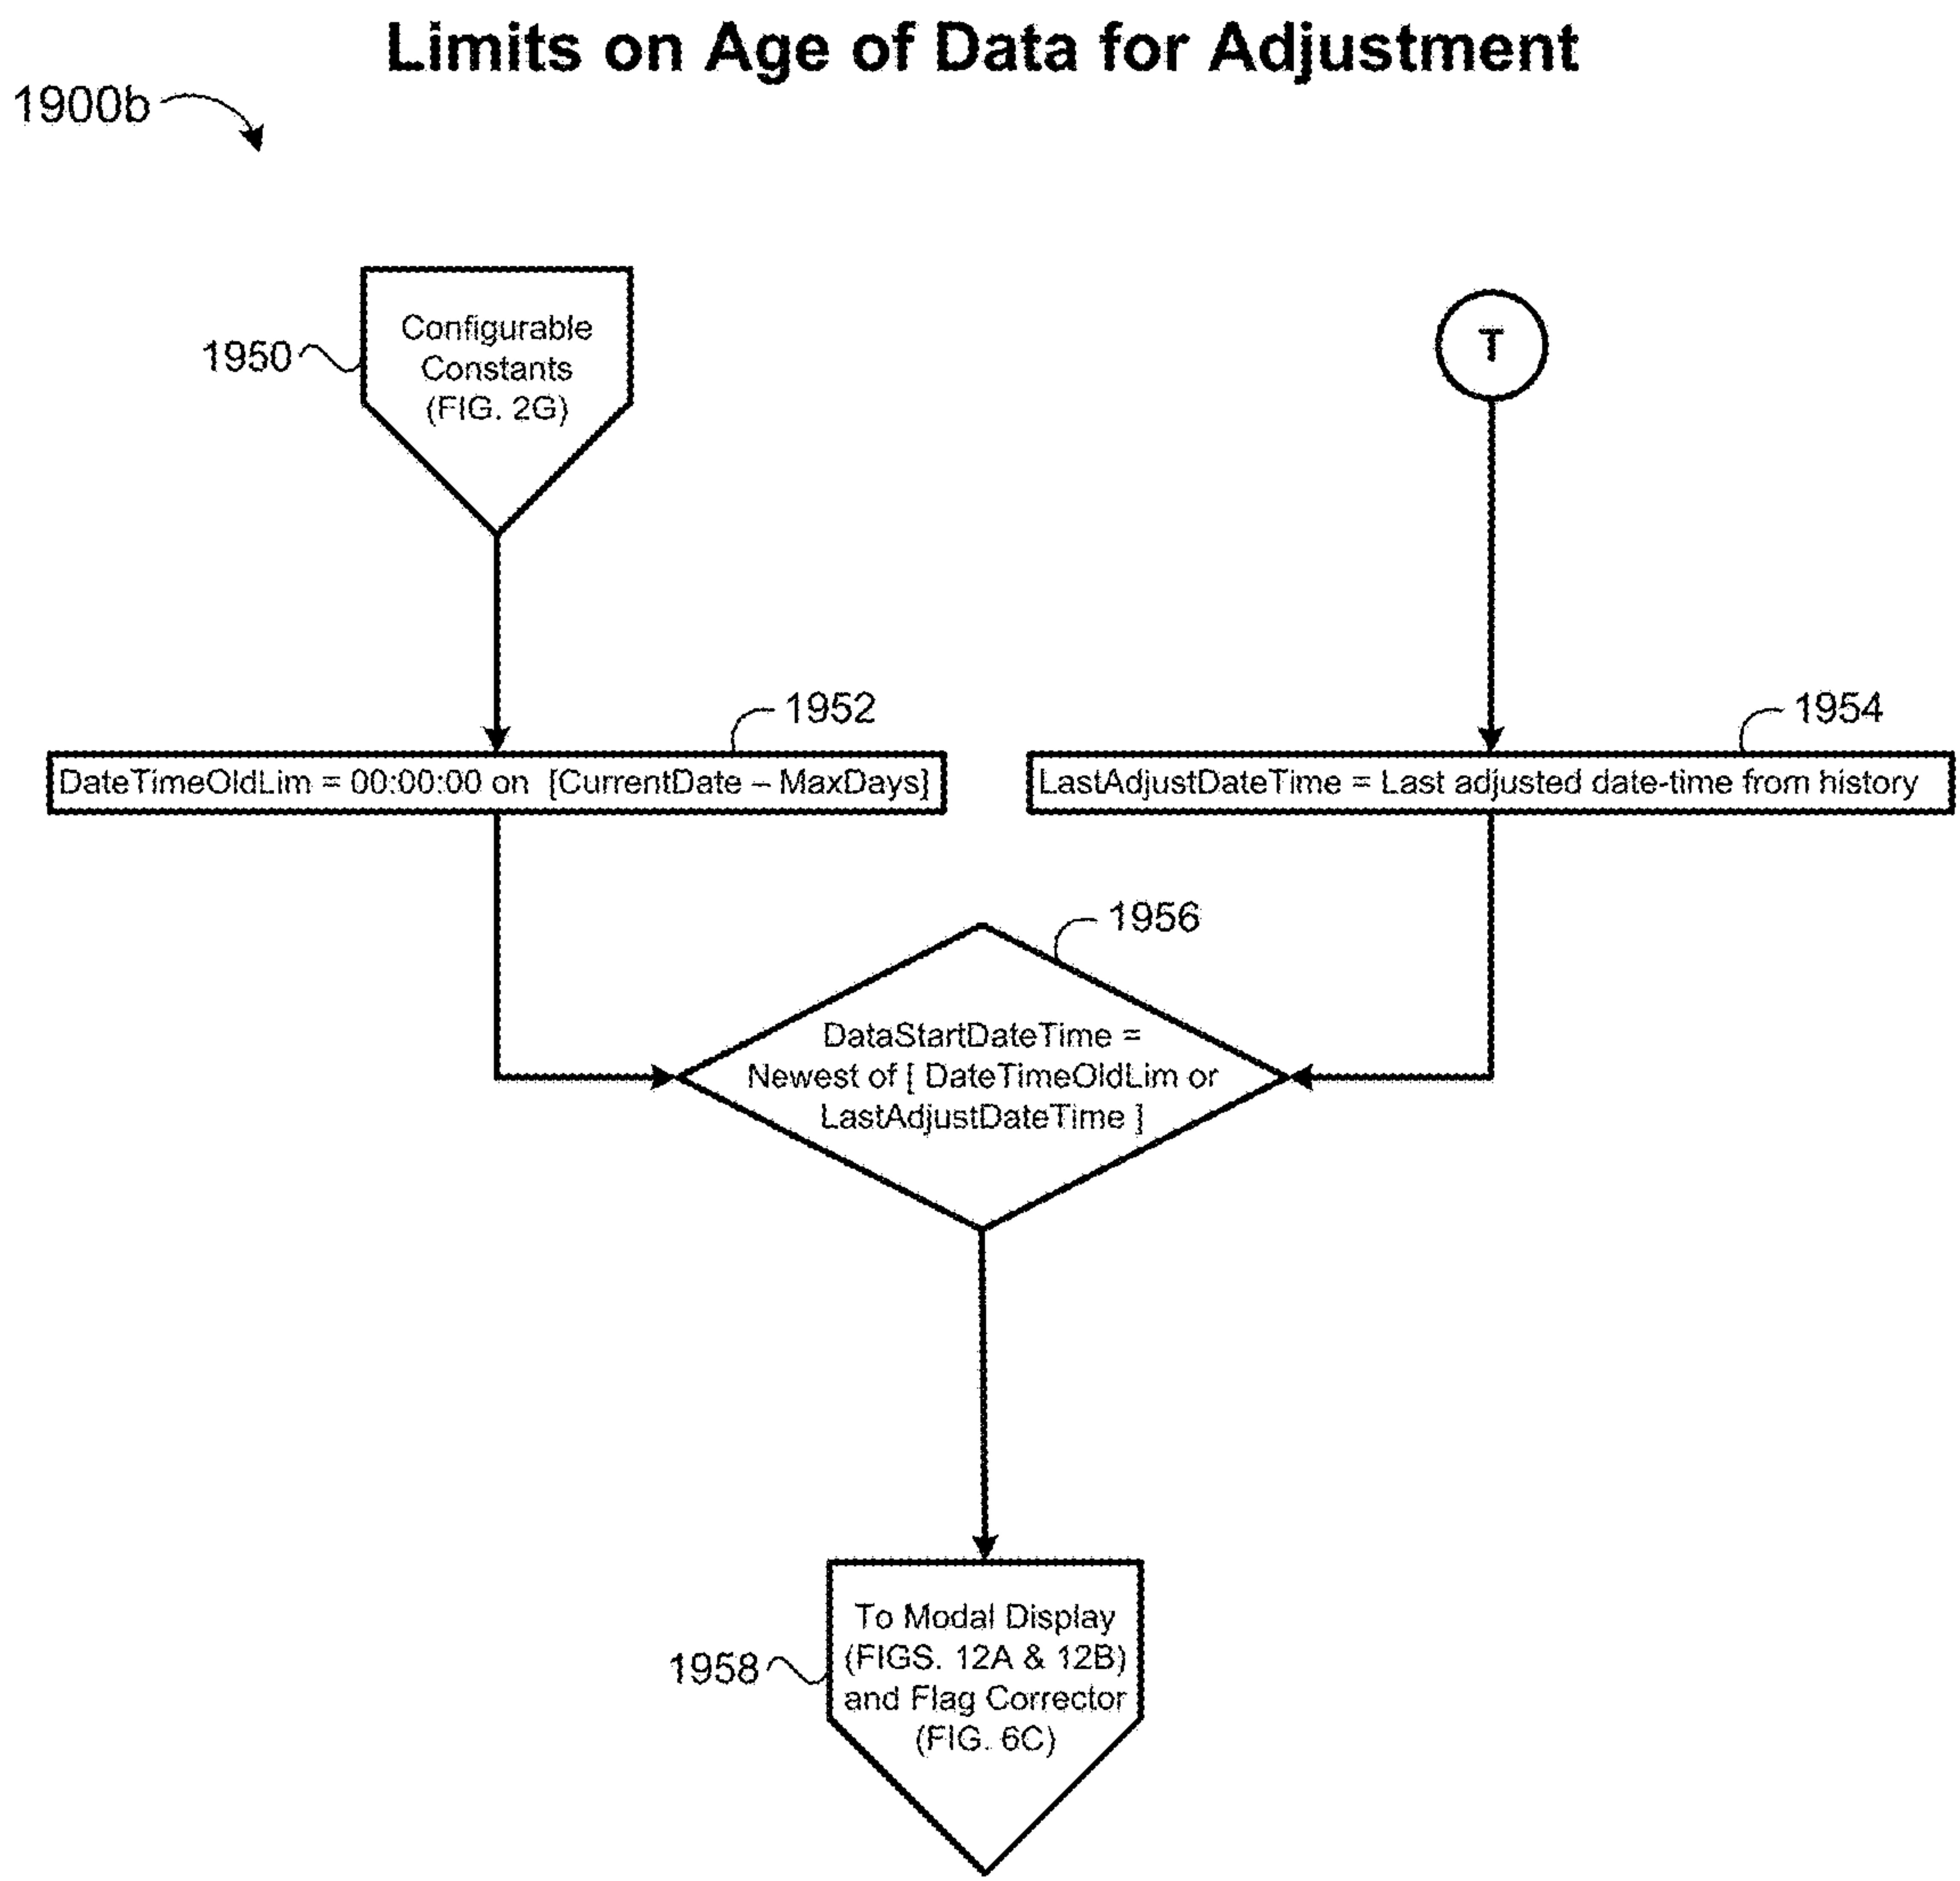 Limits on Age of Data for Adjustment
1900b
Configurable
Constants
(FIG. 2G)
1950
T
1952
1954
DateTimeOldLim = 00:00:00 on [CurrentDate – MaxDays]
LastAdjustDateTime = Last adjusted date-time from history
1956
DataStartDateTime =
Newest of [ DateTimeOldLim or
LastAdjustDateTime ]
To Modal Display
(FIGS. 12A & 12B)
1958
and Flag Corrector
(FIG. 6C)